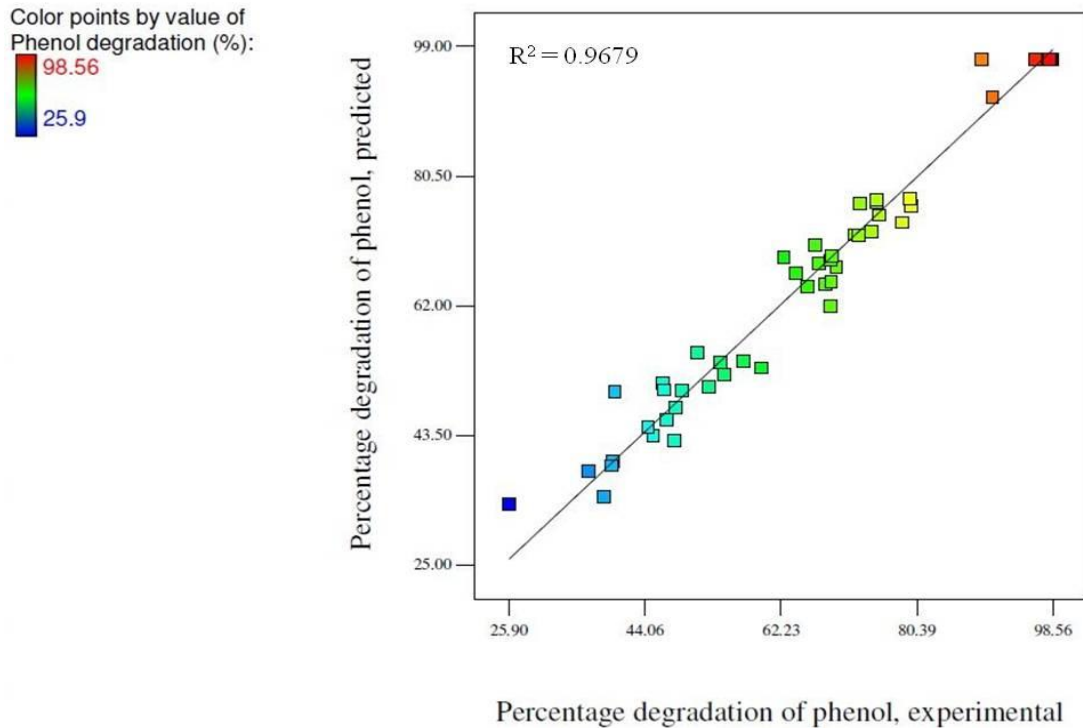 Color points by value of
Phenol degradation (%):
98.56
25.9
R² = 0.9679
Percentage degradation of phenol, predicted
99.00
80.50
62.00
43.50
25.00
25.90 44.06 62.23 80.39 98.56
Percentage degradation of phenol, experimental